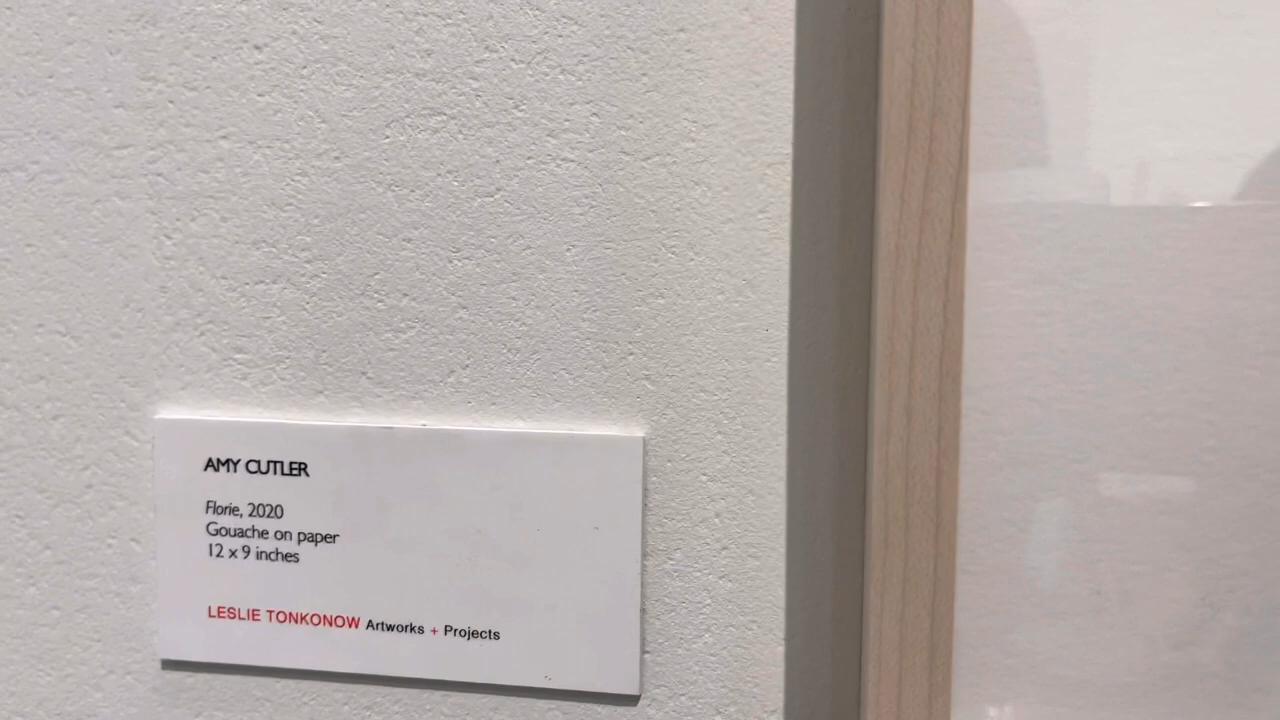 AMY CUTLER
Florie, 2020
Gouache on paper
12 x 9 inches
LESLIE TONKONOW Artworks + Projects